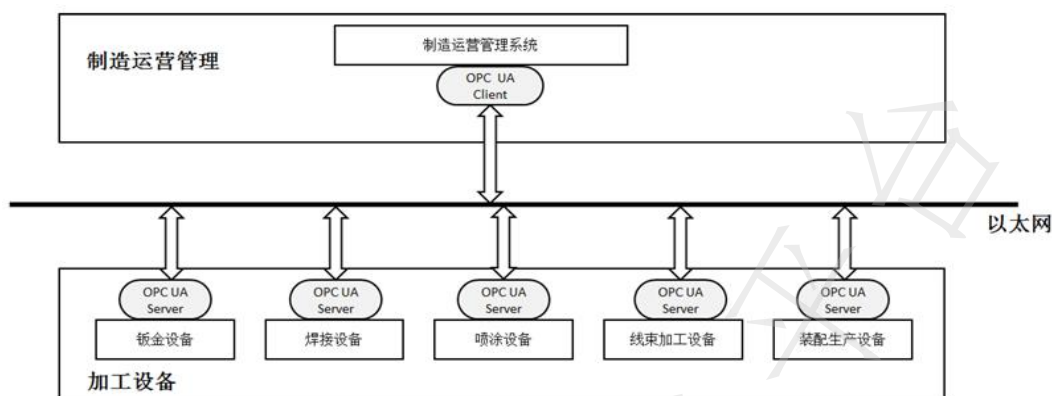 制造运营管理系统
制造运营管理
OPC UA
Client
以太网
OPC UA
Server
OPC UA
Server
OPC UA
Server
OPC UA
Server
OPC UA
Server
钣金设备
焊接设备
喷涂设备
线束加工设备
装配生产设备
加工设备